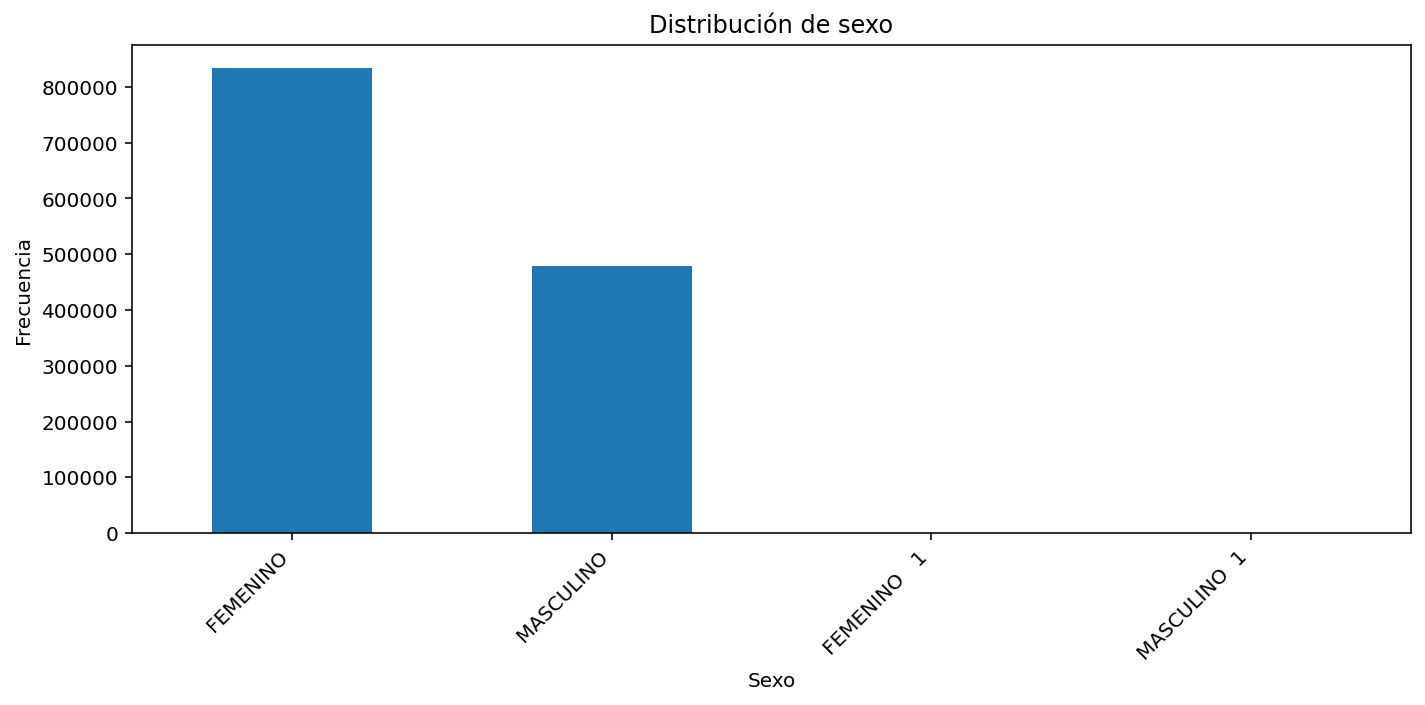 Distribución de sexo
Frecuencia
800000
700000
600000
500000
400000
300000
200000
100000
0
FEMENINO
MASCULINO
FEMENINO   1
MASCULINO  1
Sexo